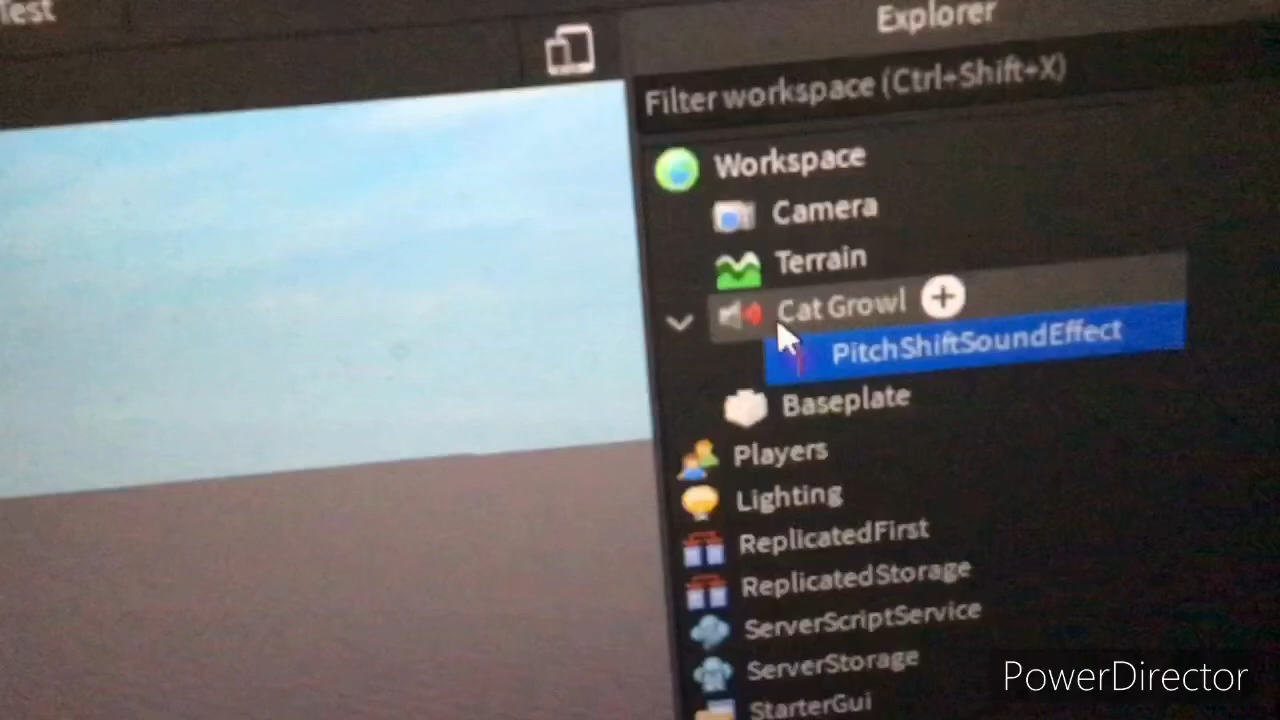 Test
Explorer
Filter workspace (Ctrl+Shift+X)
Workspace
Camera
Terrain
Cat Growl
PitchShiftSoundEffect
Baseplate
Players
Lighting
ReplicatedFirst
ReplicatedStorage
ServerScriptService
ServerStorage
StarterGui
PowerDirector